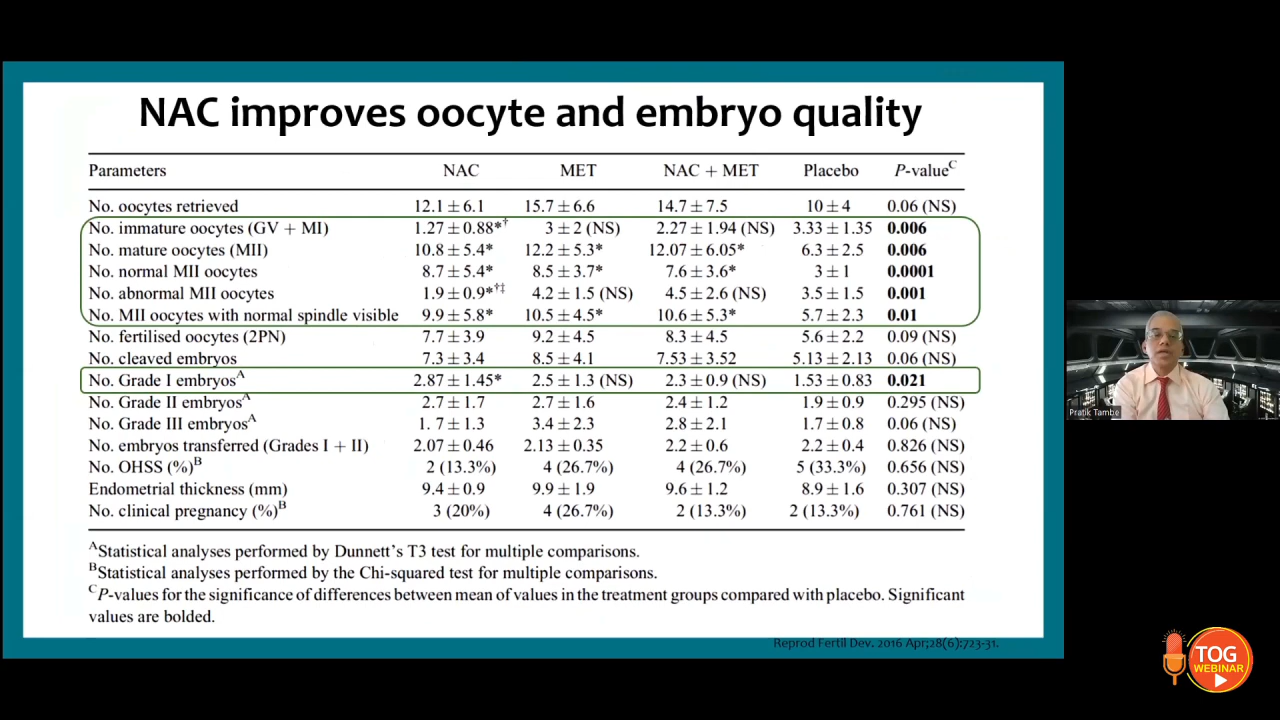 NAC improves oocyte and embryo quality
Parameters NAC MET NAC + MET Placebo P-value^C
No. oocytes retrieved 12.1 ± 6.1 15.7 ± 6.6 14.7 ± 7.5 10 ± 4 0.06 (NS)
No. immature oocytes (GV + MI) 1.27 ± 0.88*† 3 ± 2 (NS) 2.27 ± 1.94 (NS) 3.33 ± 1.35 0.006
No. mature oocytes (MII) 10.8 ± 5.4* 12.2 ± 5.3* 12.07 ± 6.05* 6.3 ± 2.5 0.006
No. normal MII oocytes 8.7 ± 5.4* 8.5 ± 3.7* 7.6 ± 3.6* 3 ± 1 0.0001
No. abnormal MII oocytes 1.9 ± 0.9*†‡ 4.2 ± 1.5 (NS) 4.5 ± 2.6 (NS) 3.5 ± 1.5 0.001
No. MII oocytes with normal spindle visible 9.9 ± 5.8* 10.5 ± 4.5* 10.6 ± 5.3* 5.7 ± 2.3 0.01
No. fertilised oocytes (2PN) 7.7 ± 3.9 9.2 ± 4.5 8.3 ± 4.5 5.6 ± 2.2 0.09 (NS)
No. cleaved embryos 7.3 ± 3.4 8.5 ± 4.1 7.53 ± 3.52 5.13 ± 2.13 0.06 (NS)
No. Grade I embryos^A 2.87 ± 1.45* 2.5 ± 1.3 (NS) 2.3 ± 0.9 (NS) 1.53 ± 0.83 0.021
No. Grade II embryos^A 2.7 ± 1.7 2.7 ± 1.6 2.4 ± 1.2 1.9 ± 0.9 0.295 (NS)
No. Grade III embryos^A 1. 7 ± 1.3 3.4 ± 2.3 2.8 ± 2.1 1.7 ± 0.8 0.06 (NS)
No. embryos transferred (Grades I + II) 2.07 ± 0.46 2.13 ± 0.35 2.2 ± 0.6 2.2 ± 0.4 0.826 (NS)
No. OHSS (%)^B 2 (13.3%) 4 (26.7%) 4 (26.7%) 5 (33.3%) 0.656 (NS)
Endometrial thickness (mm) 9.4 ± 0.9 9.9 ± 1.9 9.6 ± 1.2 8.9 ± 1.6 0.307 (NS)
No. clinical pregnancy (%)^B 3 (20%) 4 (26.7%) 2 (13.3%) 2 (13.3%) 0.761 (NS)
^AStatistical analyses performed by Dunnett's T3 test for multiple comparisons.
^BStatistical analyses performed by the Chi-squared test for multiple comparisons.
^CP-values for the significance of differences between mean of values in the treatment groups compared with placebo. Significant
values are bolded.
Reprod Fertil Dev. 2016 Apr;28(6):723-31.
Pratik Tambe
TOG
WEBINAR